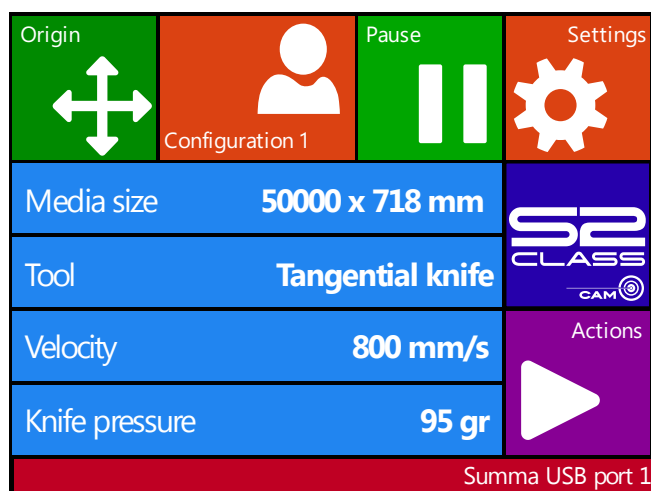 Origin
Pause
Settings
Configuration 1
Media size 50000 x 718 mm
S2
CLASS
CAM
Tool Tangential knife
Actions
Velocity 800 mm/s
Knife pressure 95 gr
Summa USB port 1